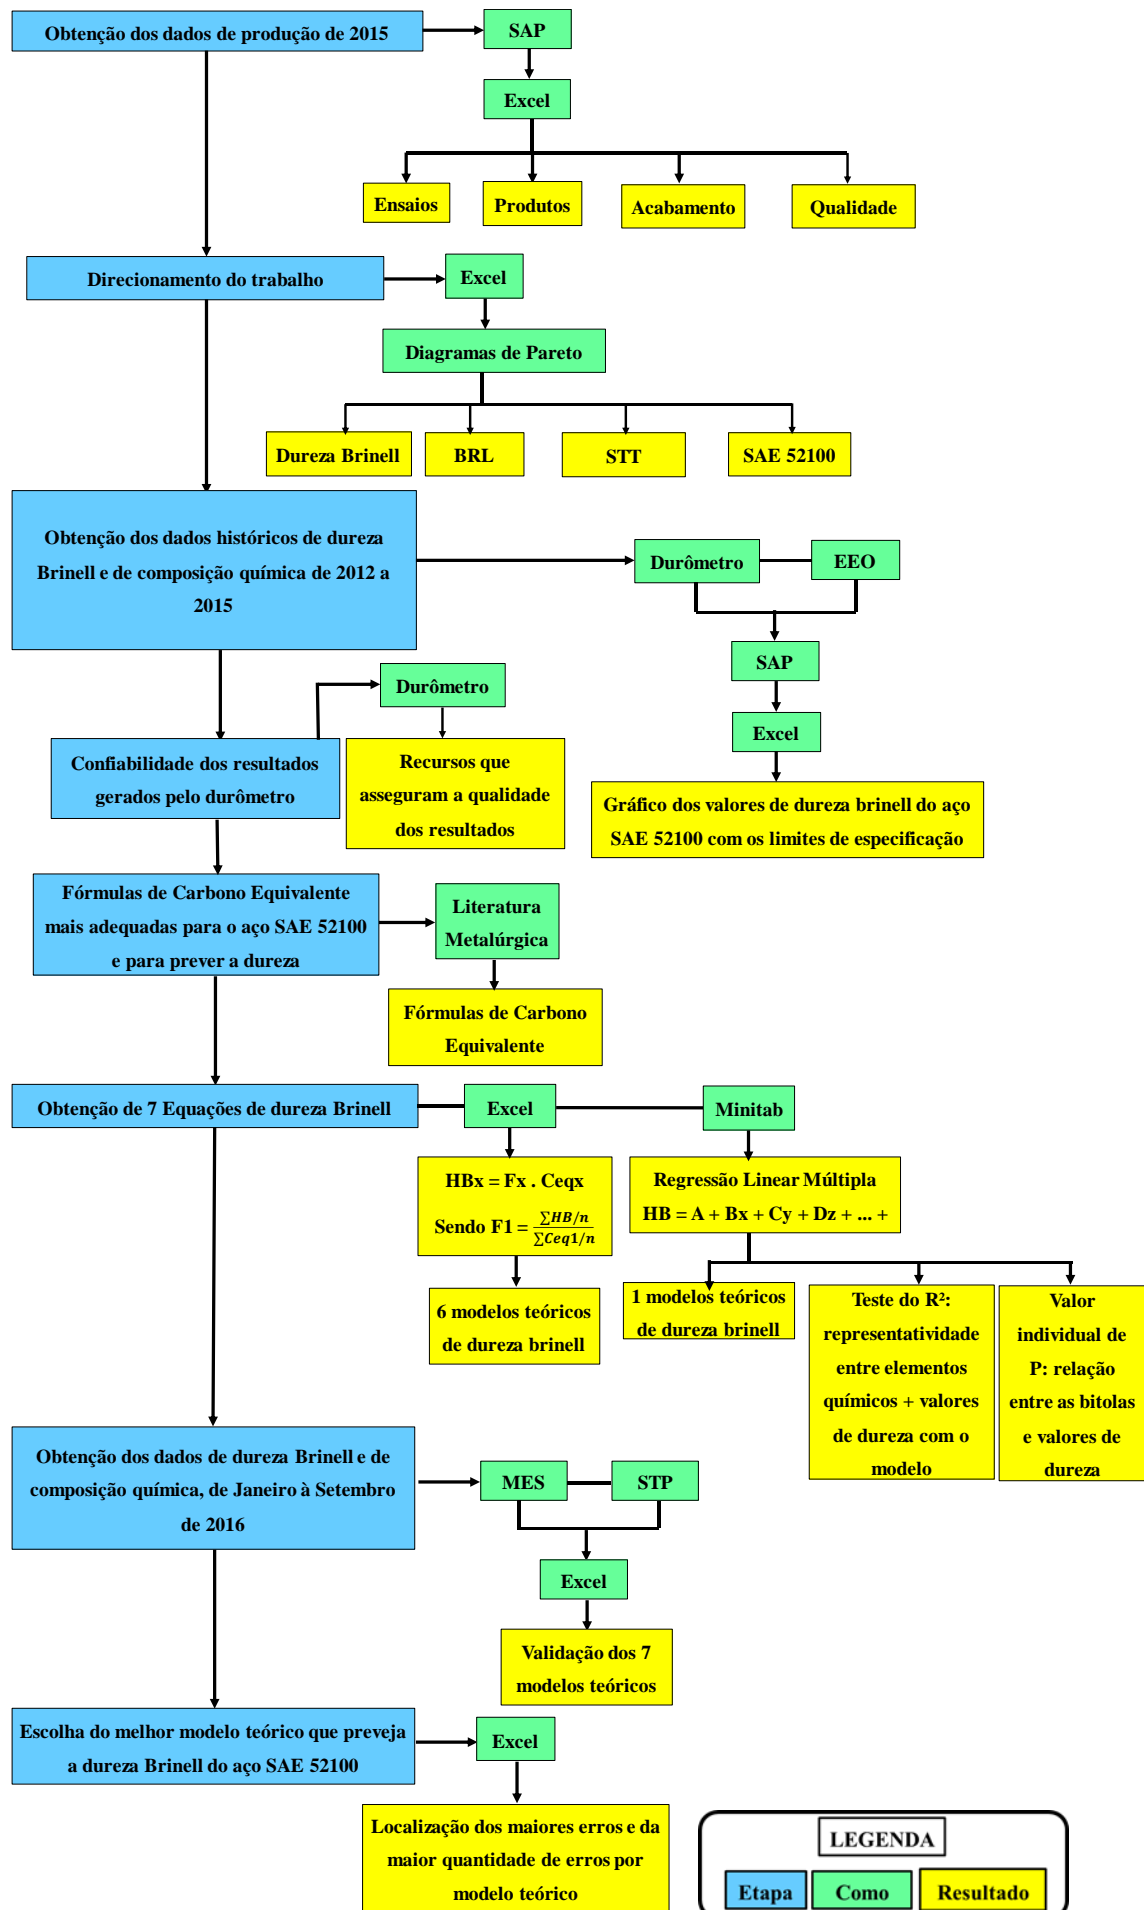 Obtenção dos dados de produção de 2015
SAP
Excel
Ensaios
Produtos
Acabamento
Qualidade
Direcionamento do trabalho
Excel
Diagramas de Pareto
Dureza Brinell
BRL
STT
SAE 52100
Obtenção dos dados históricos de dureza
Brinell e de composição química de 2012 a
2015
Durômetro
EEO
SAP
Excel
Gráfico dos valores de dureza brinell do aço
SAE 52100 com os limites de especificação
Confiabilidade dos resultados
gerados pelo durômetro
Durômetro
Recursos que
asseguram a qualidade
dos resultados
Fórmulas de Carbono Equivalente
mais adequadas para o aço SAE 52100
e para prever a dureza
Literatura
Metalúrgica
Fórmulas de Carbono
Equivalente
Obtenção de 7 Equações de dureza Brinell
Excel
Minitab
HBx = Fx . Ceqx
Sendo F1 = ∑HB/n / ∑Ceq1/n
6 modelos teóricos
de dureza brinell
Regressão Linear Múltipla
HB = A + Bx + Cy + Dz + ... +
1 modelos teóricos
de dureza brinell
Teste do R²:
representatividade
entre elementos
químicos + valores
de dureza com o
modelo
Valor
individual de
P: relação
entre as bitolas
e valores de
dureza
Obtenção dos dados de dureza Brinell e de
composição química, de Janeiro à Setembro
de 2016
MES
STP
Excel
Validação dos 7
modelos teóricos
Escolha do melhor modelo teórico que preveja
a dureza Brinell do aço SAE 52100
Excel
Localização dos maiores erros e da
maior quantidade de erros por
modelo teórico
LEGENDA
Etapa
Como
Resultado